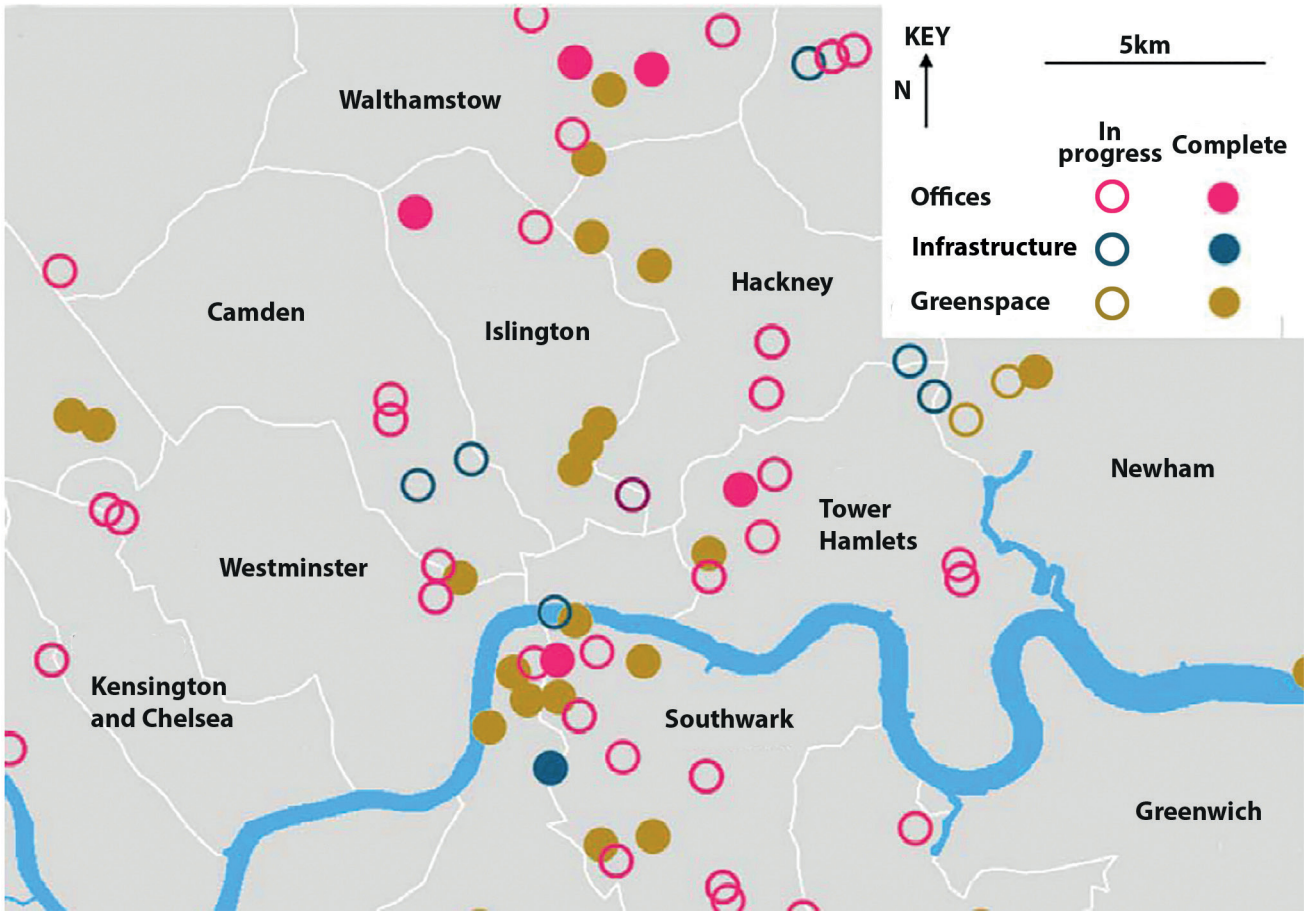 KEY
5km
N
In
progress
Complete
Offices
Infrastructure
Greenspace
Walthamstow
Hackney
Camden
Islington
Newham
Tower
Hamlets
Westminster
Kensington
and Chelsea
Southwark
Greenwich